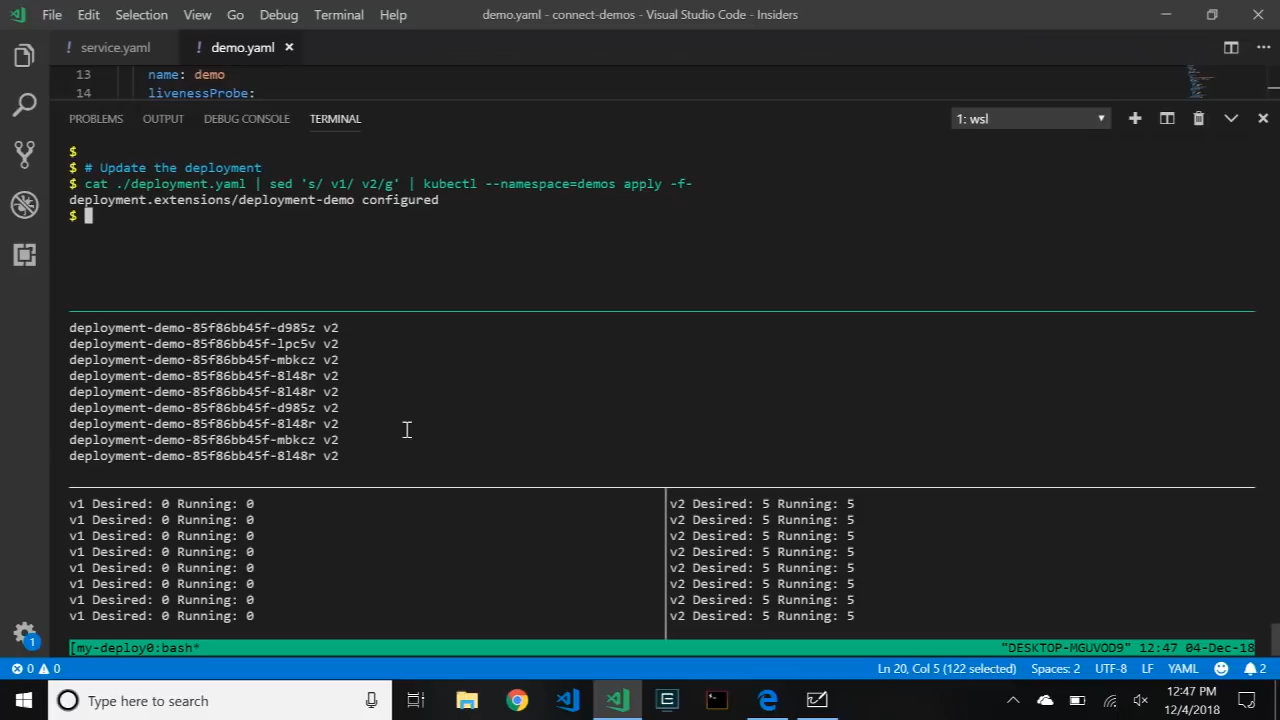 File Edit Selection View Go Debug Terminal Help demo.yaml - connect-demos - Visual Studio Code - Insiders
! service.yaml ! demo.yaml ×
13 name: demo
14 livenessProbe:
PROBLEMS OUTPUT DEBUG CONSOLE TERMINAL 1: wsl
$
$ # Update the deployment
$ cat ./deployment.yaml | sed 's/ v1/ v2/g' | kubectl --namespace=demos apply -f-
deployment.extensions/deployment-demo configured
$
deployment-demo-85f86bb45f-d985z v2
deployment-demo-85f86bb45f-lpc5v v2
deployment-demo-85f86bb45f-mbkcz v2
deployment-demo-85f86bb45f-8l48r v2
deployment-demo-85f86bb45f-8l48r v2
deployment-demo-85f86bb45f-d985z v2
deployment-demo-85f86bb45f-8l48r v2
deployment-demo-85f86bb45f-mbkcz v2
deployment-demo-85f86bb45f-8l48r v2
v1 Desired: 0 Running: 0 v2 Desired: 5 Running: 5
v1 Desired: 0 Running: 0 v2 Desired: 5 Running: 5
v1 Desired: 0 Running: 0 v2 Desired: 5 Running: 5
v1 Desired: 0 Running: 0 v2 Desired: 5 Running: 5
v1 Desired: 0 Running: 0 v2 Desired: 5 Running: 5
v1 Desired: 0 Running: 0 v2 Desired: 5 Running: 5
v1 Desired: 0 Running: 0 v2 Desired: 5 Running: 5
v1 Desired: 0 Running: 0 v2 Desired: 5 Running: 5
1
[my-deploy0:bash* "DESKTOP-MGUVOD9" 12:47 04-Dec-18
0 0 Ln 20, Col 5 (122 selected) Spaces: 2 UTF-8 LF YAML 2
Type here to search 12:47 PM
12/4/2018